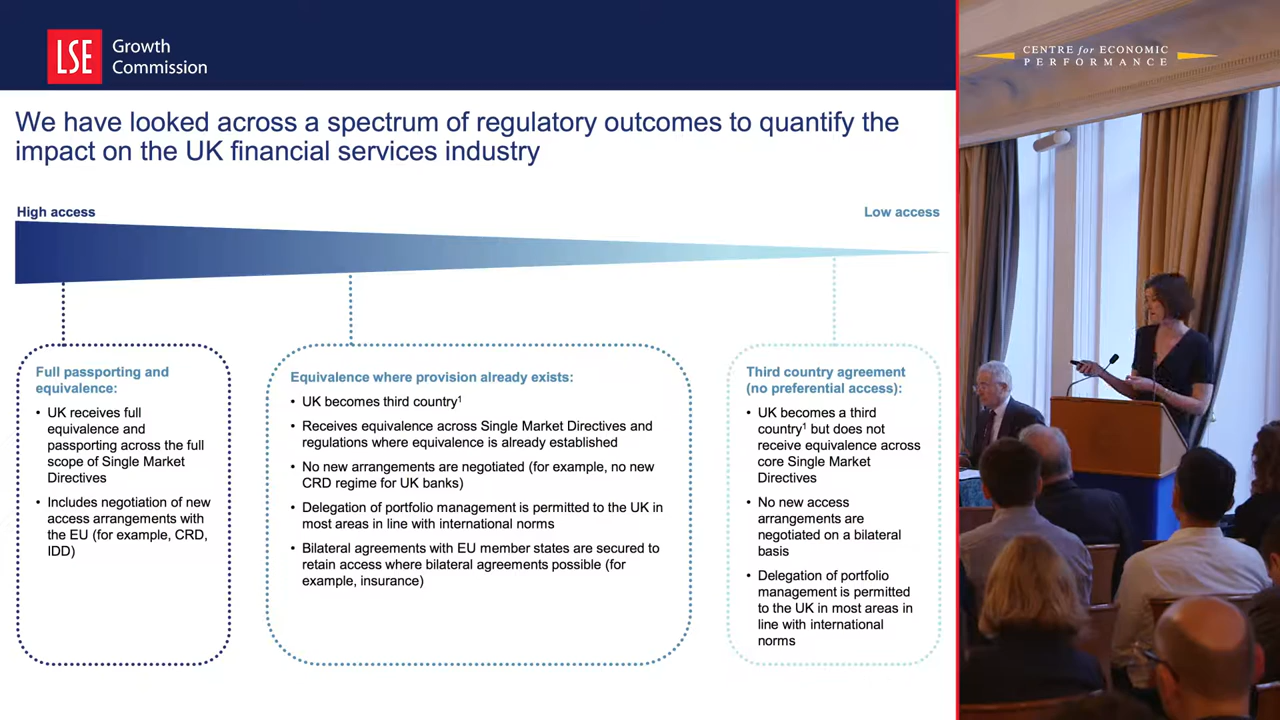 LSE
Growth
Commission
CENTRE for ECONOMIC
PERFORMANCE
We have looked across a spectrum of regulatory outcomes to quantify the
impact on the UK financial services industry
High access
Low access
Full passporting and
equivalence:
• UK receives full
equivalence and
passporting across the full
scope of Single Market
Directives
• Includes negotiation of new
access arrangements with
the EU (for example, CRD,
IDD)
Equivalence where provision already exists:
• UK becomes third country¹
• Receives equivalence across Single Market Directives and
regulations where equivalence is already established
• No new arrangements are negotiated (for example, no new
CRD regime for UK banks)
• Delegation of portfolio management is permitted to the UK in
most areas in line with international norms
• Bilateral agreements with EU member states are secured to
retain access where bilateral agreements possible (for
example, insurance)
Third country agreement
(no preferential access):
• UK becomes a third
country¹ but does not
receive equivalence across
core Single Market
Directives
• No new access
arrangements are
negotiated on a bilateral
basis
• Delegation of portfolio
management is permitted
to the UK in most areas in
line with international
norms